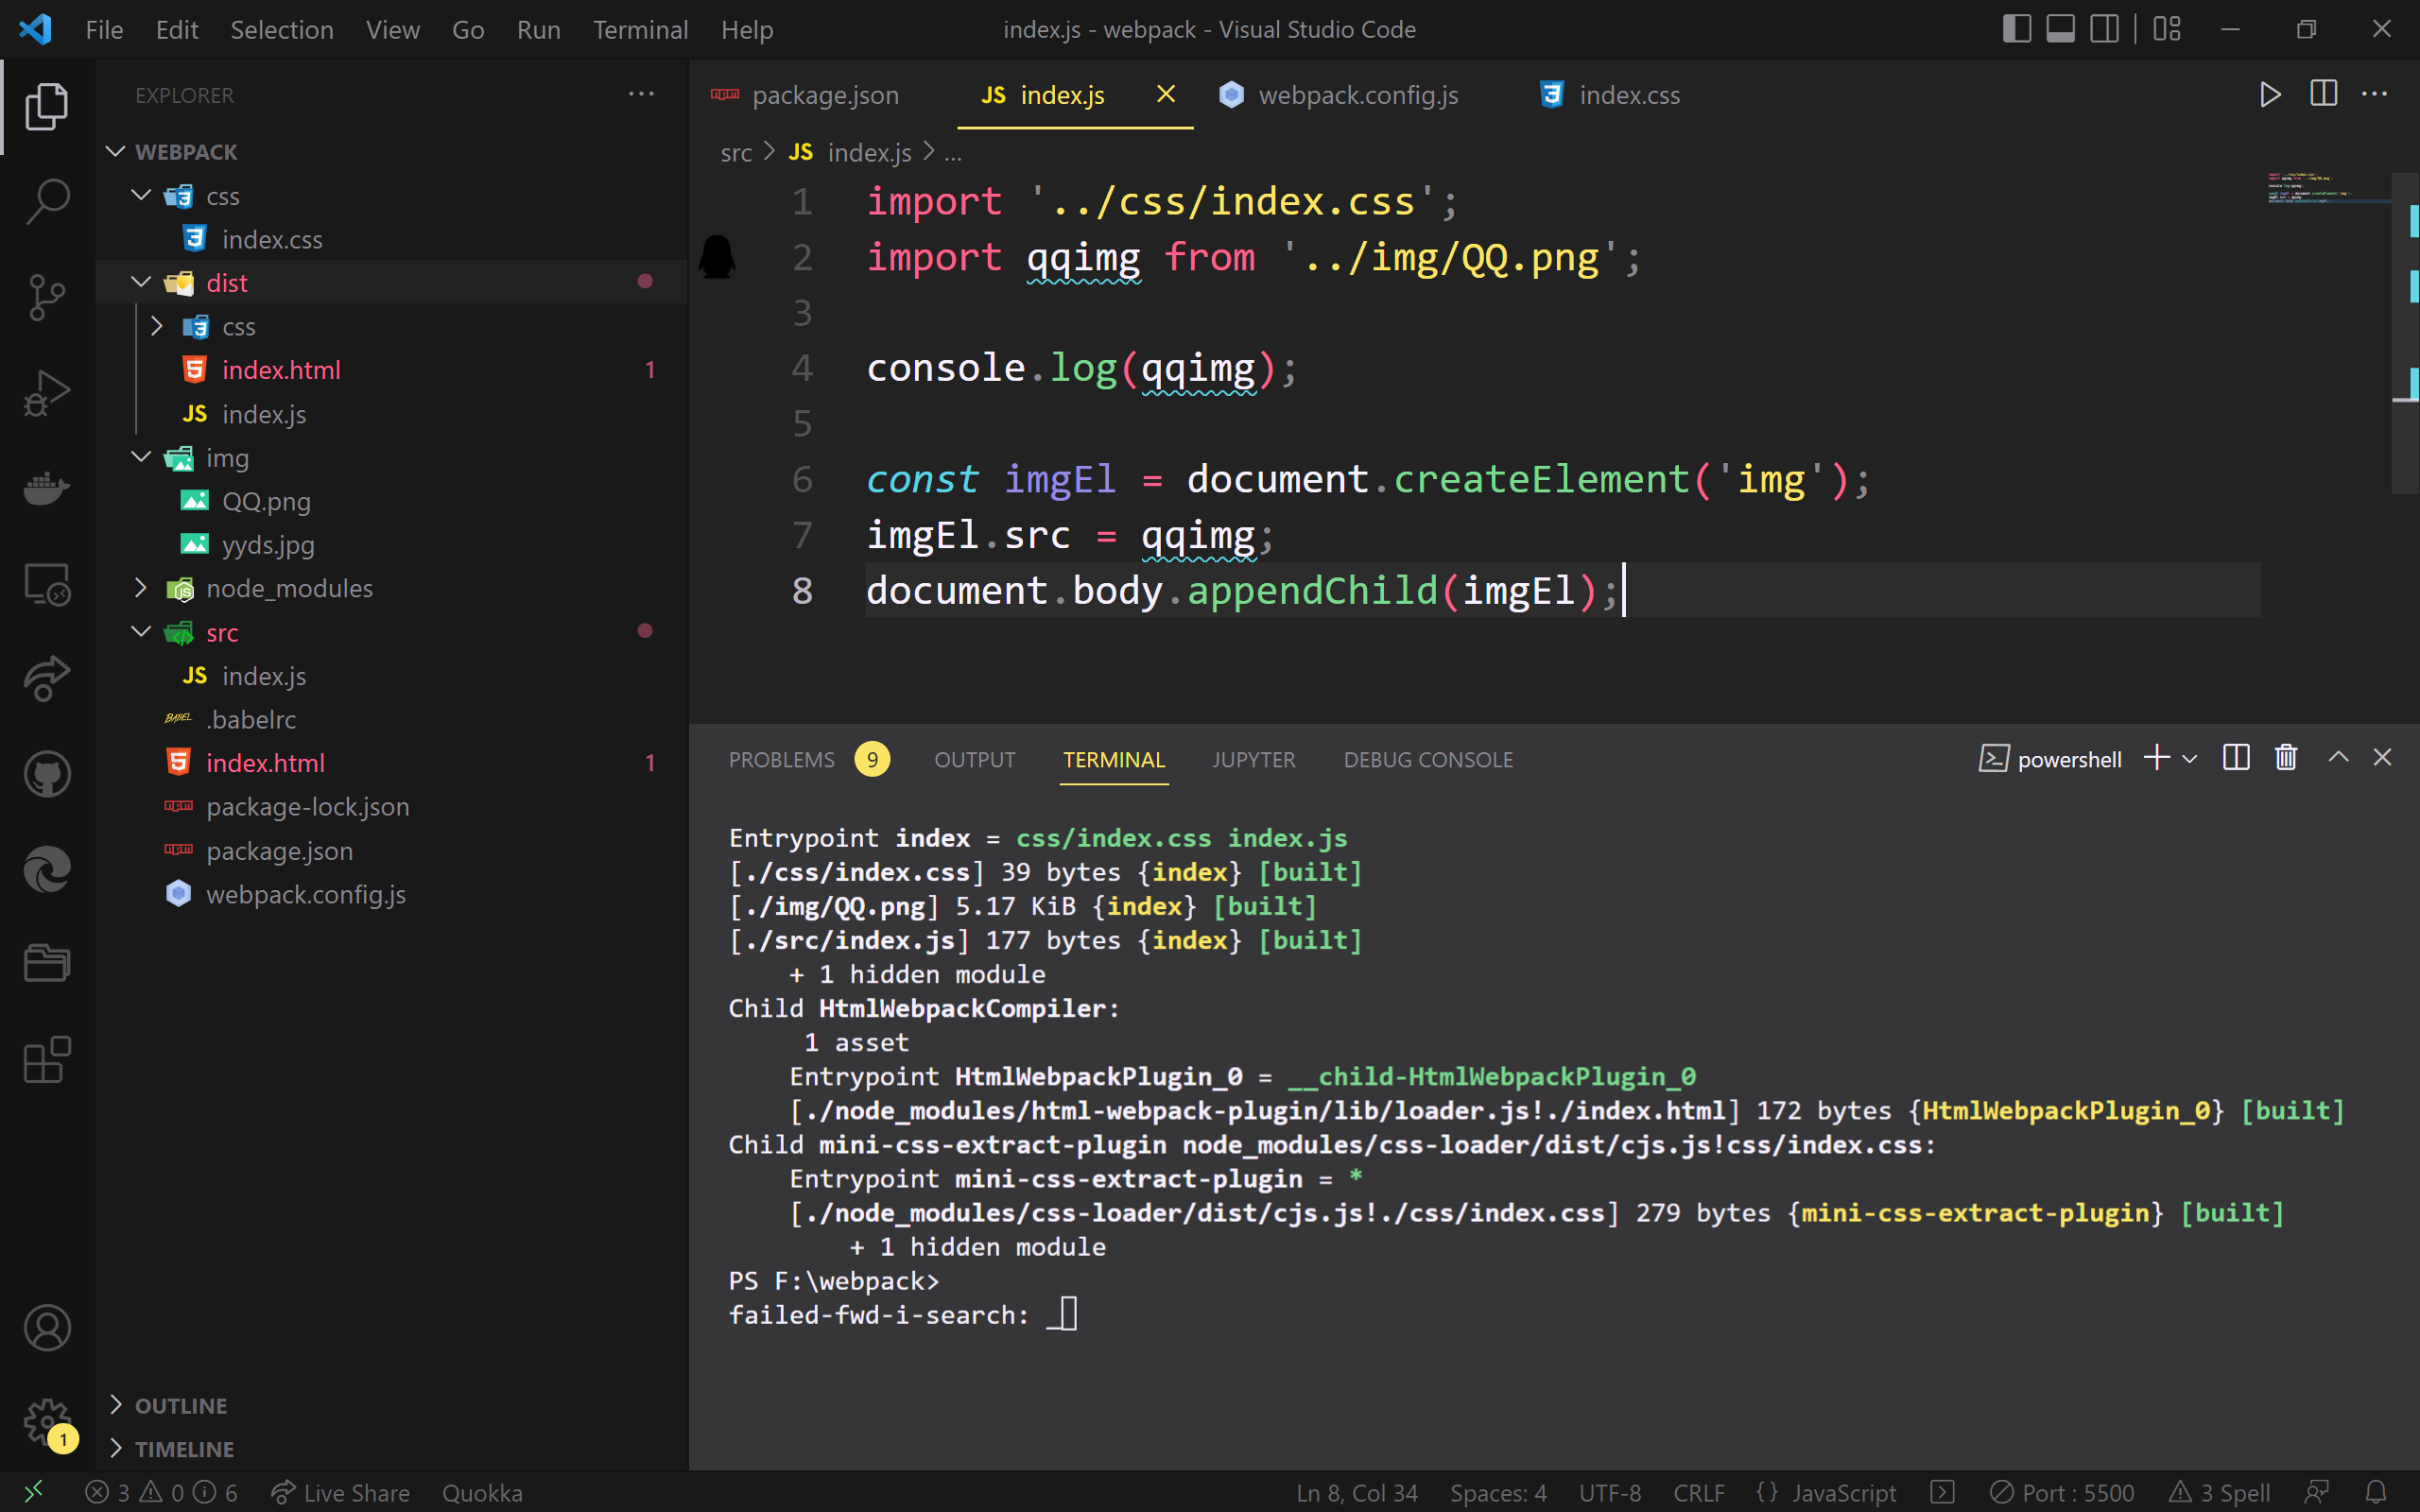 File Edit Selection View Go Run Terminal Help
index.js - webpack - Visual Studio Code
EXPLORER
WEBPACK
css
index.css
dist
css
index.html 1
JS index.js
img
QQ.png
yyds.jpg
node_modules
src
JS index.js
BABEL .babelrc
index.html 1
package-lock.json
package.json
webpack.config.js
OUTLINE
TIMELINE
1
package.json JS index.js webpack.config.js index.css
src > JS index.js > ...
1 import '../css/index.css';
2 import qqimg from '../img/QQ.png';
3
4 console.log(qqimg);
5
6 const imgEl = document.createElement('img');
7 imgEl.src = qqimg;
8 document.body.appendChild(imgEl);
PROBLEMS 9 OUTPUT TERMINAL JUPYTER DEBUG CONSOLE
powershell
Entrypoint index = css/index.css index.js
[./css/index.css] 39 bytes {index} [built]
[./img/QQ.png] 5.17 KiB {index} [built]
[./src/index.js] 177 bytes {index} [built]
+ 1 hidden module
Child HtmlWebpackCompiler:
1 asset
Entrypoint HtmlWebpackPlugin_0 = __child-HtmlWebpackPlugin_0
[./node_modules/html-webpack-plugin/lib/loader.js!./index.html] 172 bytes {HtmlWebpackPlugin_0} [built]
Child mini-css-extract-plugin node_modules/css-loader/dist/cjs.js!css/index.css:
Entrypoint mini-css-extract-plugin = *
[./node_modules/css-loader/dist/cjs.js!./css/index.css] 279 bytes {mini-css-extract-plugin} [built]
+ 1 hidden module
PS F:\webpack>
failed-fwd-i-search: _
3 0 6 Live Share Quokka
Ln 8, Col 34 Spaces: 4 UTF-8 CRLF {} JavaScript Port : 5500 3 Spell